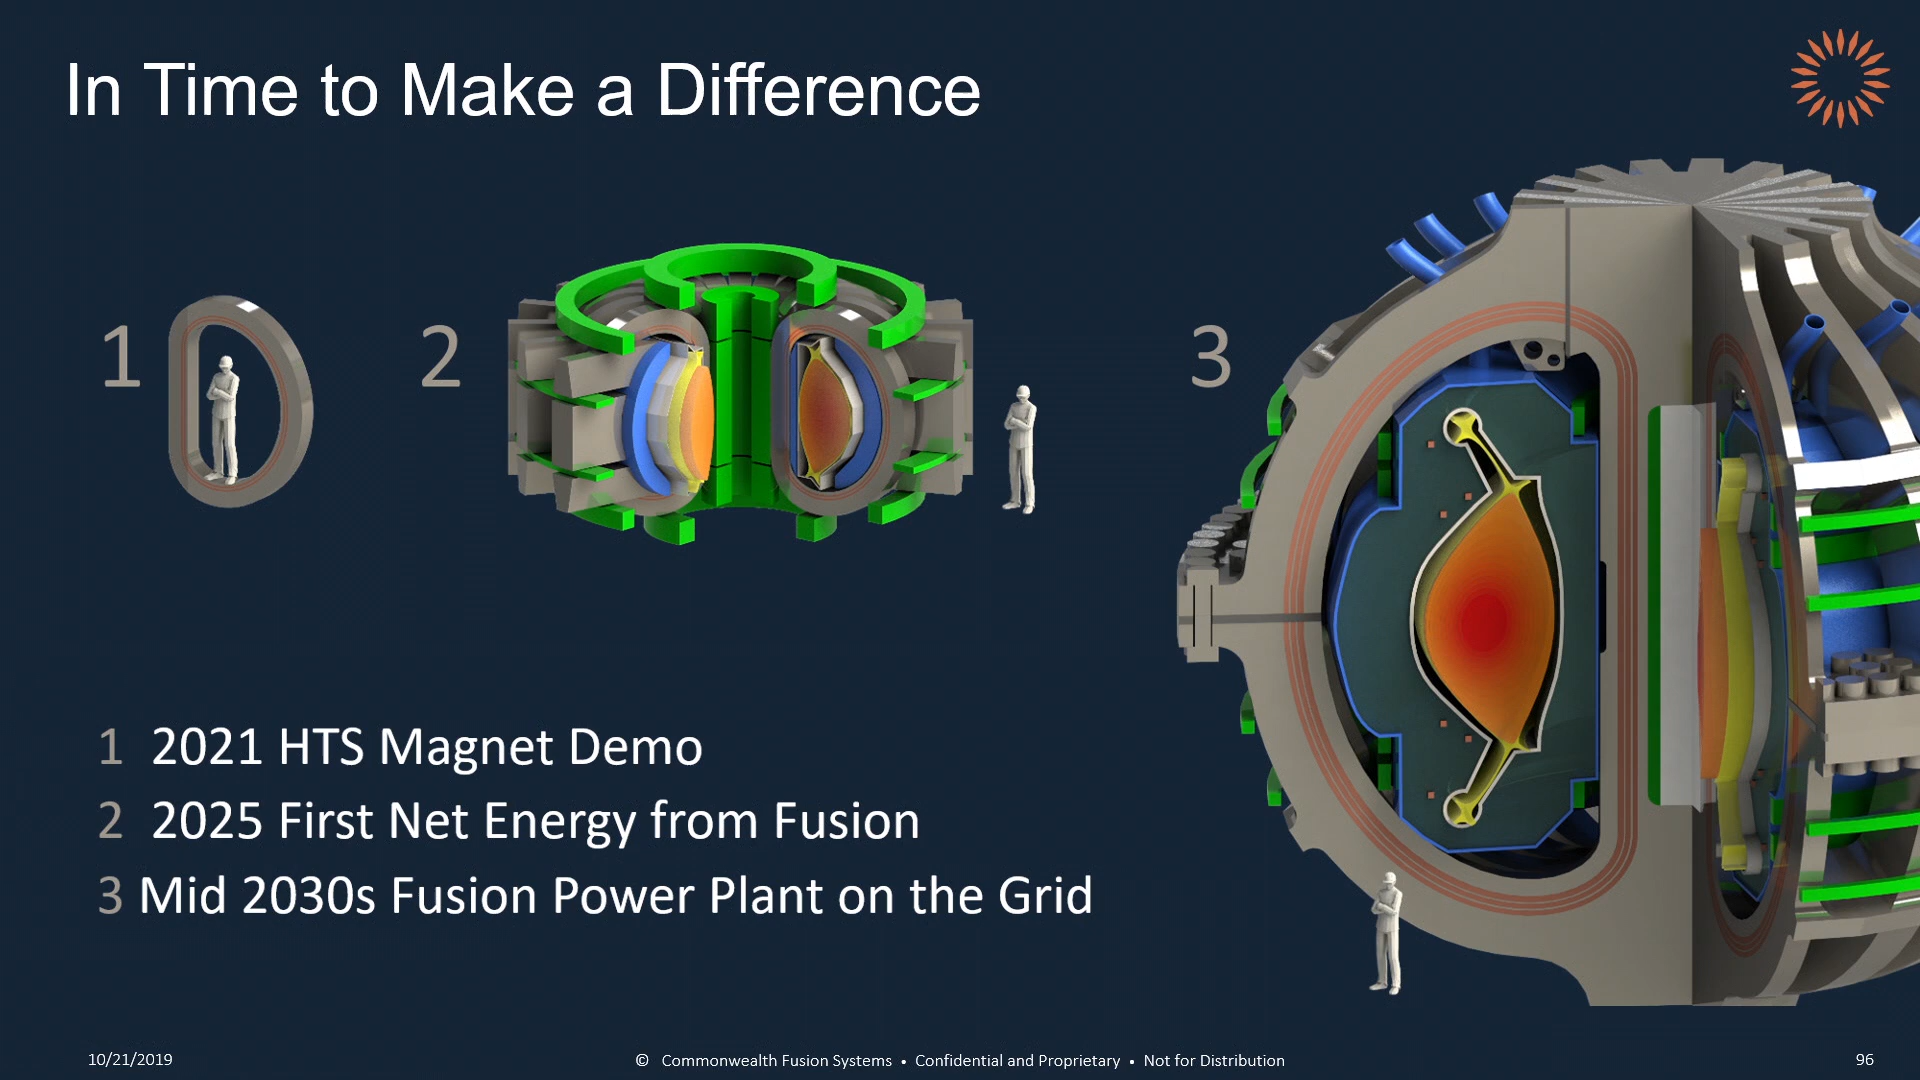 In Time to Make a Difference
1
2
3
1 2021 HTS Magnet Demo
2 2025 First Net Energy from Fusion
3 Mid 2030s Fusion Power Plant on the Grid
10/21/2019
© Commonwealth Fusion Systems • Confidential and Proprietary • Not for Distribution
96